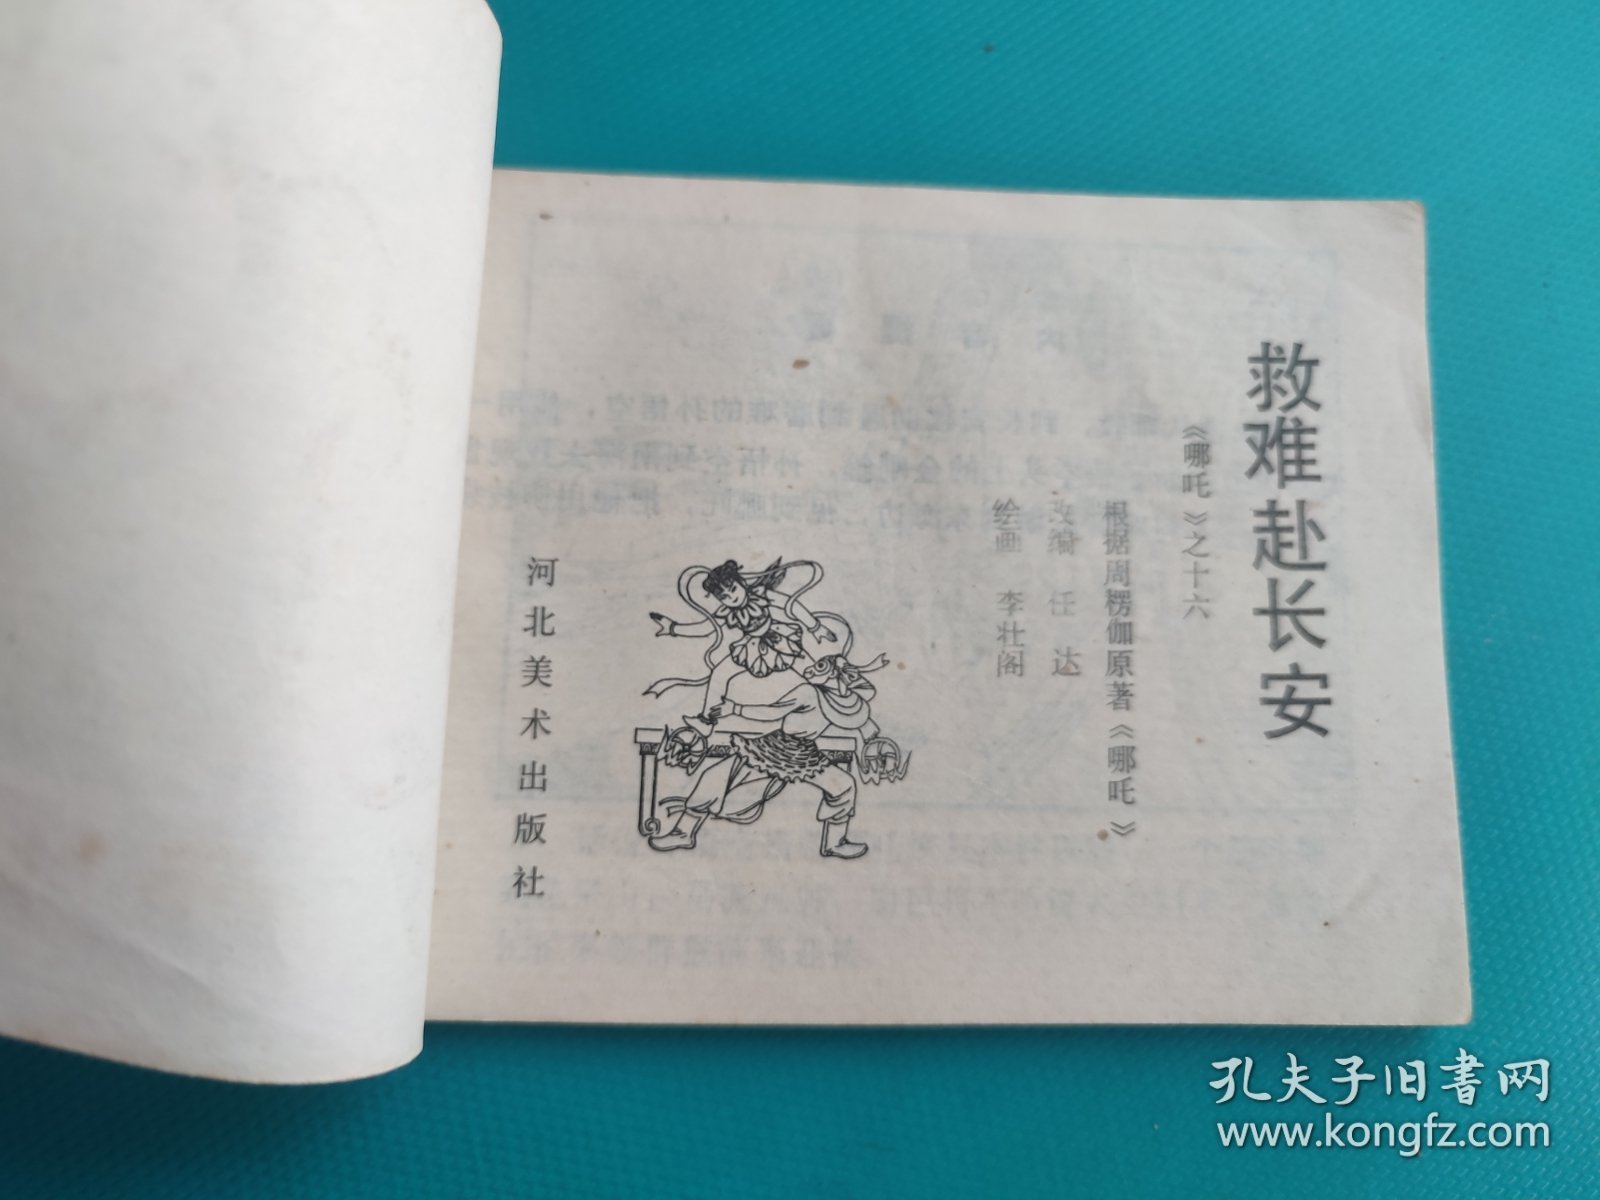 救难赴长安
《哪吒》之十六
根据周楞伽原著《哪吒》
改编 任 达
绘画 李壮阁
河北美术出版社
孔夫子旧书网
www.kongfz.com